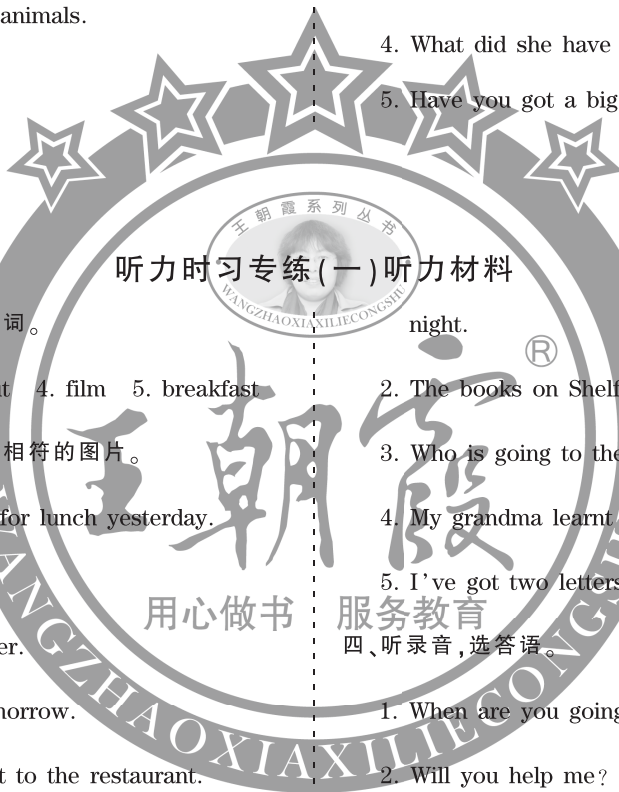 animals.
4. What did she have
5. Have you got a big
王朝霞系列丛书
WANGZHAOXIAXILIECONGSHU
听力时习专练(一)听力材料
词。
4. film 5. breakfast
相符的图片。
for lunch yesterday.
er.
norrow.
t to the restaurant.
night.
2. The books on Shelf
3. Who is going to the
4. My grandma learnt
5. I've got two letters
四、听录音,选答语。
1. When are you going
2. Will you help me?
®
王朝霞
用心做书 服务教育
WANGZHAOXIAXILIECONGSHU